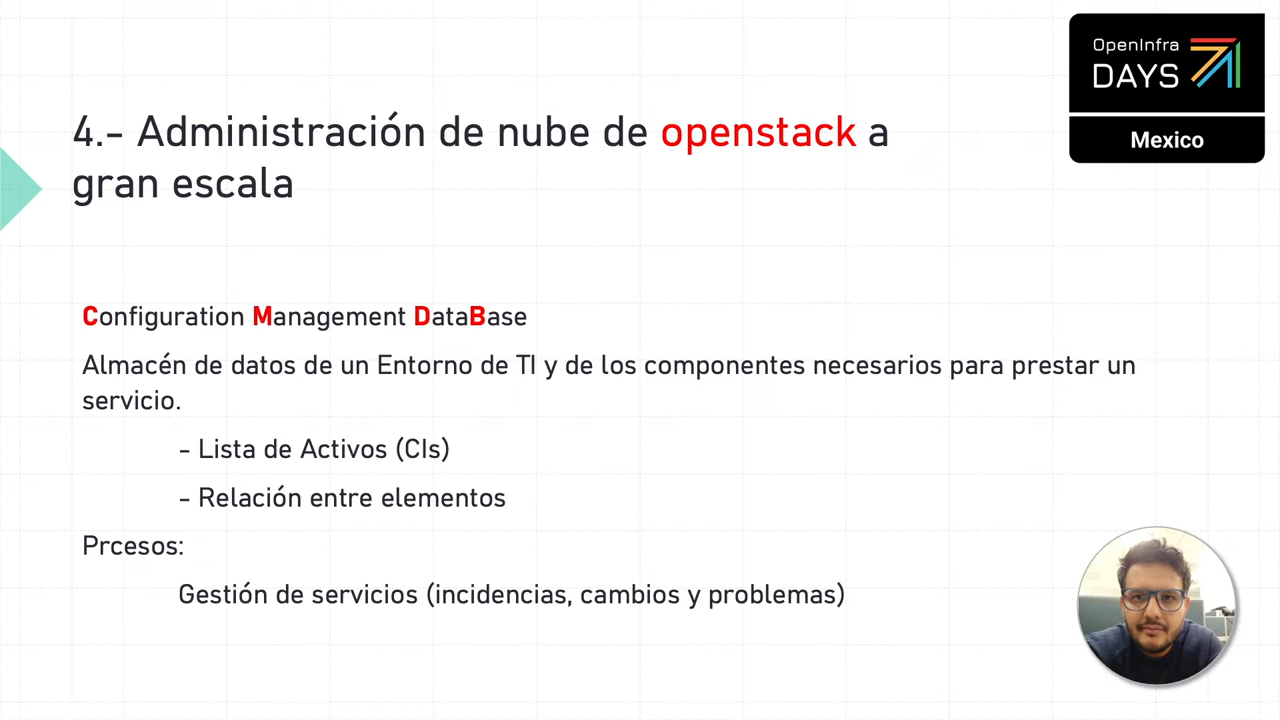 OpenInfra
DAYS
Mexico
4.- Administración de nube de openstack a
gran escala
Configuration Management DataBase
Almacén de datos de un Entorno de TI y de los componentes necesarios para prestar un
servicio.
- Lista de Activos (CIs)
- Relación entre elementos
Prcesos:
Gestión de servicios (incidencias, cambios y problemas)